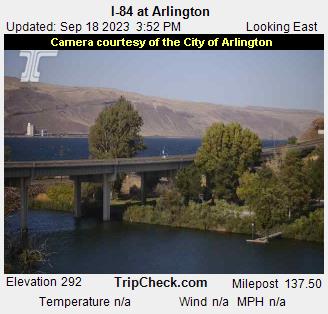 I-84 at Arlington
Updated: Sep 18 2023 3:52 PM Looking East
Camera courtesy of the City of Arlington
Elevation 292 TripCheck.com Milepost 137.50
Temperature n/a Wind n/a MPH n/a